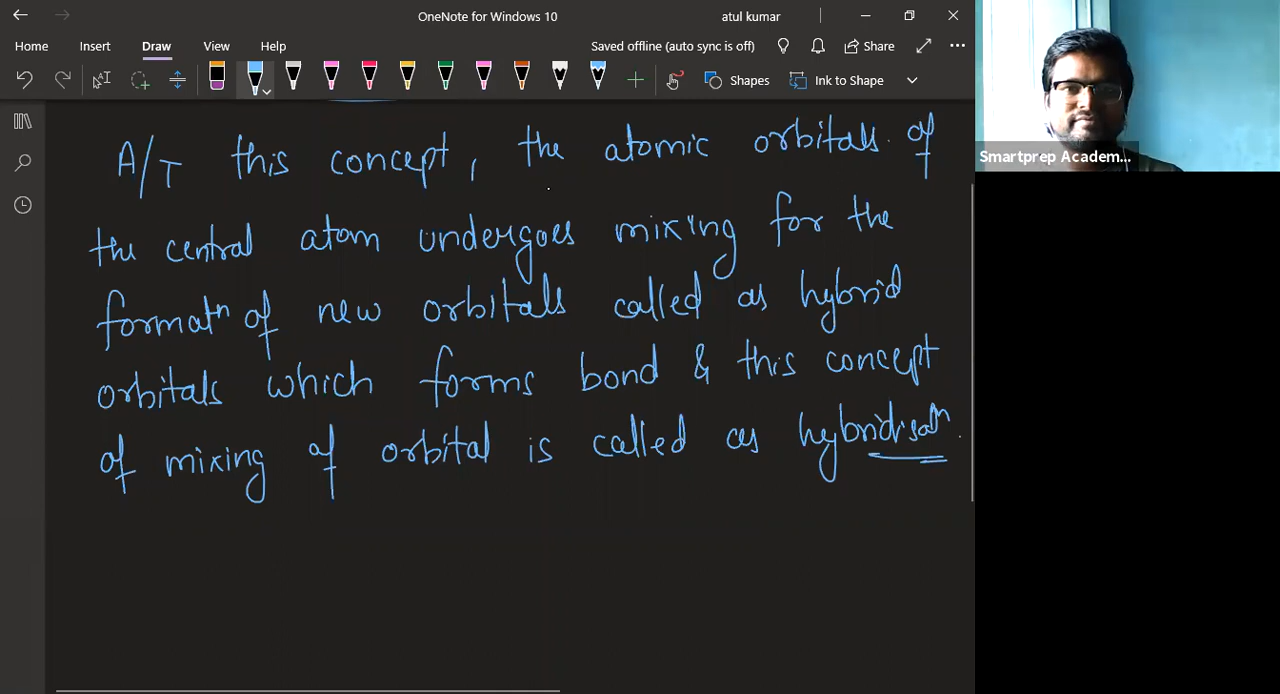 OneNote for Windows 10
atul kumar
Home Insert Draw View Help
Saved offline (auto sync is off)
Share
Shapes
Ink to Shape
Smartprep Academ...
A/T this concept, the atomic orbitals of
the central atom undergoes mixing for the
formatn of new orbitals called as hybrid
orbitals which forms bond & this concept
of mixing of orbital is called as hybridisatn.